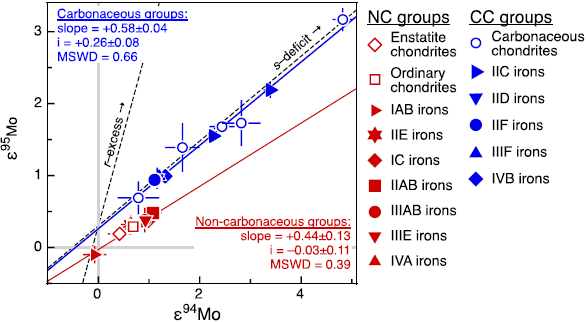 Carbonaceous groups:
slope = +0.58±0.04
i = +0.26±0.08
MSWD = 0.66
r–excess →
s–deficit →
Non-carbonaceous groups:
slope = +0.44±0.13
i = −0.03±0.11
MSWD = 0.39
3
2
1
0
0
2
4
ε95Mo
ε94Mo
NC groups
Enstatite
chondrites
Ordinary
chondrites
IAB irons
IIE irons
IC irons
IIAB irons
IIIAB irons
IIIE irons
IVA irons
CC groups
Carbonaceous
chondrites
IIC irons
IID irons
IIF irons
IIIF irons
IVB irons